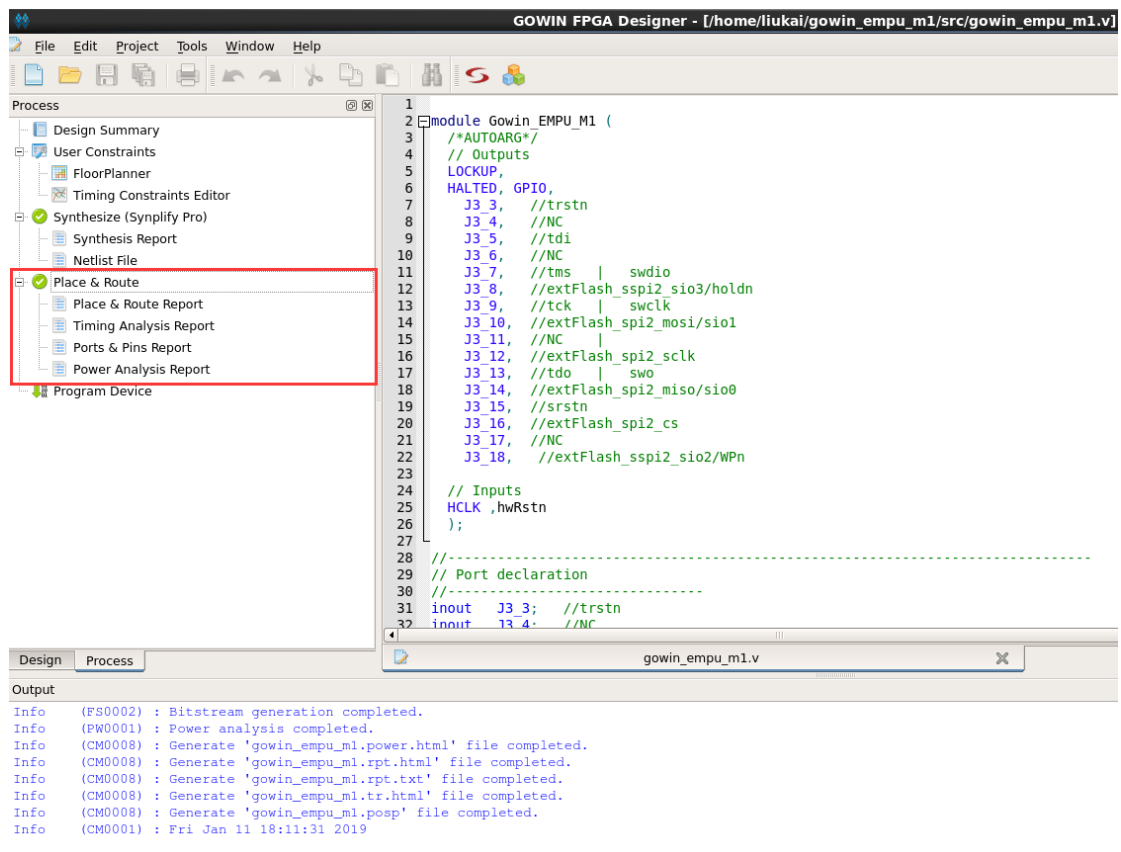 GOWIN FPGA Designer - [/home/liukai/gowin_empu_m1/src/gowin_empu_m1.v]
File Edit Project Tools Window Help
Process
Design Summary
User Constraints
FloorPlanner
Timing Constraints Editor
Synthesize (Synplify Pro)
Synthesis Report
Netlist File
Place & Route
Place & Route Report
Timing Analysis Report
Ports & Pins Report
Power Analysis Report
Program Device
Design Process
1
2 module Gowin_EMPU_M1 (
3 /*AUTOARG*/
4 // Outputs
5 LOCKUP,
6 HALTED, GPIO,
7 J3_3, //trstn
8 J3_4, //NC
9 J3_5, //tdi
10 J3_6, //NC
11 J3_7, //tms | swdio
12 J3_8, //extFlash_sspi2_sio3/holdn
13 J3_9, //tck | swclk
14 J3_10, //extFlash_spi2_mosi/sio1
15 J3_11, //NC |
16 J3_12, //extFlash_spi2_sclk
17 J3_13, //tdo | swo
18 J3_14, //extFlash_spi2_miso/sio0
19 J3_15, //srstn
20 J3_16, //extFlash_spi2_cs
21 J3_17, //NC
22 J3_18, //extFlash_sspi2_sio2/WPn
23
24 // Inputs
25 HCLK ,hwRstn
26 );
27
28 //------------------------------------------------------------------------------
29 // Port declaration
30 //-------------------------------
31 inout J3_3; //trstn
32 inout J3_4; //NC
gowin_empu_m1.v
Output
Info (FS0002) : Bitstream generation completed.
Info (PW0001) : Power analysis completed.
Info (CM0008) : Generate 'gowin_empu_m1.power.html' file completed.
Info (CM0008) : Generate 'gowin_empu_m1.rpt.html' file completed.
Info (CM0008) : Generate 'gowin_empu_m1.rpt.txt' file completed.
Info (CM0008) : Generate 'gowin_empu_m1.tr.html' file completed.
Info (CM0008) : Generate 'gowin_empu_m1.posp' file completed.
Info (CM0001) : Fri Jan 11 18:11:31 2019